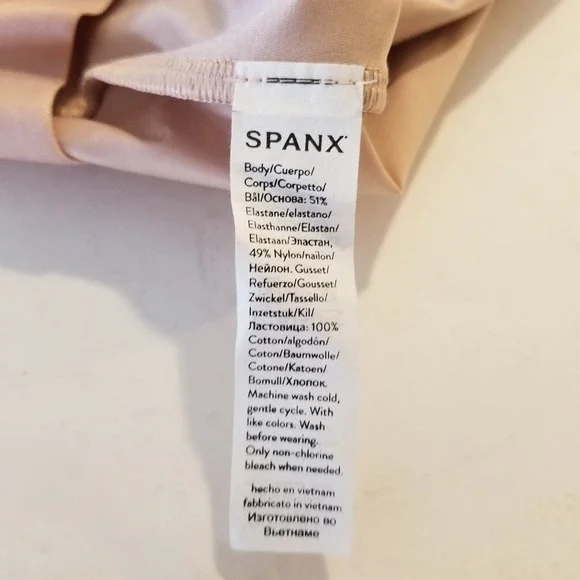 SPANX
Body/Cuerpo/
Corps/Corpetto/
Bål/Основа: 51%
Elastane/elastano/
Elasthanne/Elastan/
Elastaan/Эластан,
49% Nylon/nailon/
Нейлон. Gusset/
Refuerzo/Gousset/
Zwickel/Tassello/
Inzetstuk/Kil/
Ластовица: 100%
Cotton/algodón/
Coton/Baumwolle/
Cotone/Katoen/
Bomull/Хлопок.
Machine wash cold,
gentle cycle. With
like colors. Wash
before wearing.
Only non-chlorine
bleach when needed.
hecho en vietnam
fabbricato in vietnam
Изготовлено во
Вьетнаме